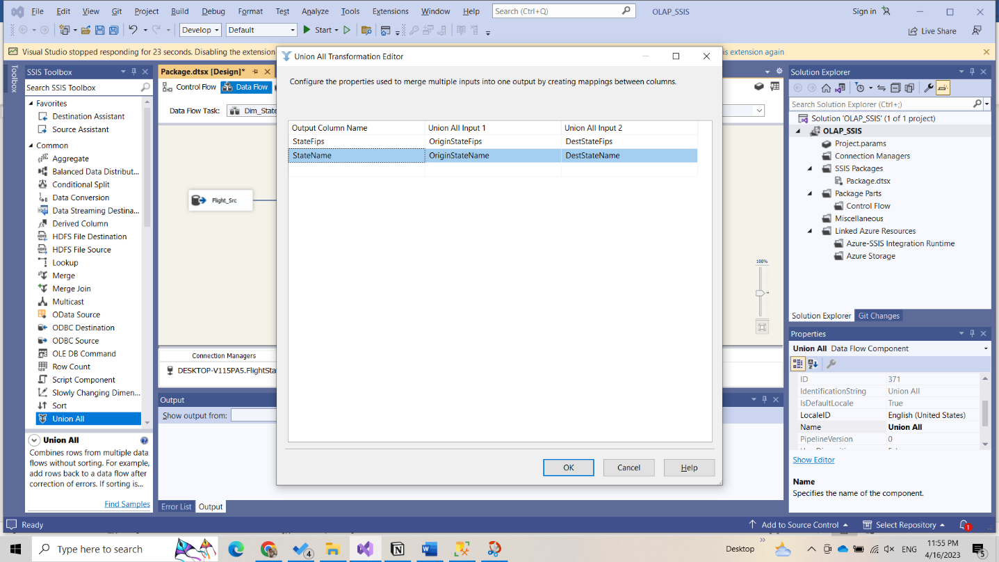 File Edit View Git Project Build Debug Format Test Analyze Tools Extensions Window Help Search (Ctrl+Q) OLAP_SSIS Sign in
Develop Default Start Live Share
Visual Studio stopped responding for 23 seconds. Disabling the extension
is extension again
Toolbox
SSIS Toolbox
Search SSIS Toolbox
Favorites
Destination Assistant
Source Assistant
Common
Aggregate
Balanced Data Distribut...
Conditional Split
Data Conversion
Data Streaming Destina...
Derived Column
HDFS File Destination
HDFS File Source
Lookup
Merge
Merge Join
Multicast
OData Source
ODBC Destination
ODBC Source
OLE DB Command
Row Count
Script Component
Slowly Changing Dimen...
Sort
Union All
Union All
Combines rows from multiple data
flows without sorting. For example,
add rows back to a data flow after
correction of errors. If sorting is...
Find Samples
Package.dtsx [Design]*
Control Flow Data Flow
Data Flow Task: Dim_State
Flight_Src
100%
Connection Managers
DESKTOP-V115PA5.FlightSta
Output
Show output from:
Error List Output
Union All Transformation Editor
Configure the properties used to merge multiple inputs into one output by creating mappings between columns.
Output Column Name Union All Input 1 Union All Input 2
StateFips OriginStateFips DestStateFips
StateName OriginStateName DestStateName
OK Cancel Help
Solution Explorer
Search Solution Explorer (Ctrl+;)
Solution 'OLAP_SSIS' (1 of 1 project)
OLAP_SSIS
Project.params
Connection Managers
SSIS Packages
Package.dtsx
Package Parts
Control Flow
Miscellaneous
Linked Azure Resources
Azure-SSIS Integration Runtime
Azure Storage
Solution Explorer Git Changes
Properties
Union All Data Flow Component
ID 371
IdentificationString Union All
IsDefaultLocale True
LocaleID English (United States)
Name Union All
PipelineVersion 0
Show Editor
Name
Specifies the name of the component.
Ready Add to Source Control Select Repository 1
Type here to search 4 Desktop ENG 11:55 PM
4/16/2023 5